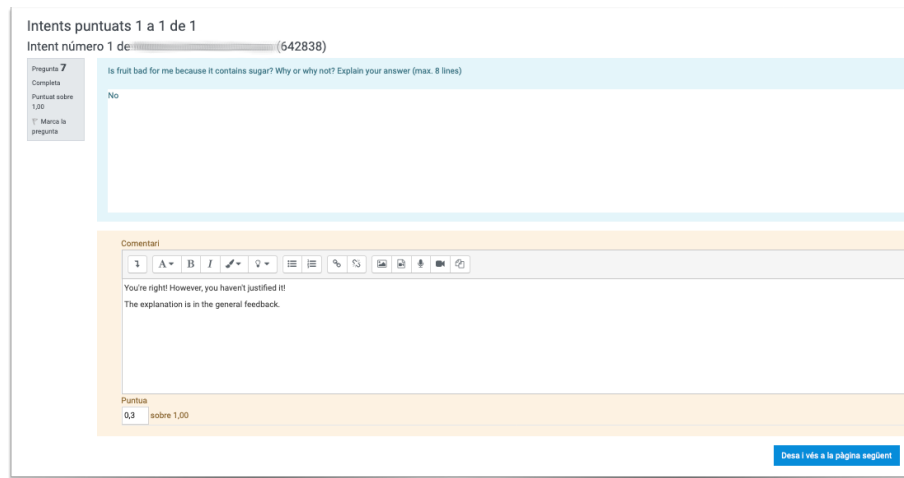 Intents puntuats 1 a 1 de 1
Intent número 1 de (642838)
Pregunta 7
Completa
Puntuat sobre
1,00
Marca la
pregunta
Is fruit bad for me because it contains sugar? Why or why not? Explain your answer (max. 8 lines)
No
Comentari
A B I
You're right! However, you haven't justified it!
The explanation is in the general feedback.
Puntua
0,3 sobre 1,00
Desa i vés a la pàgina següent